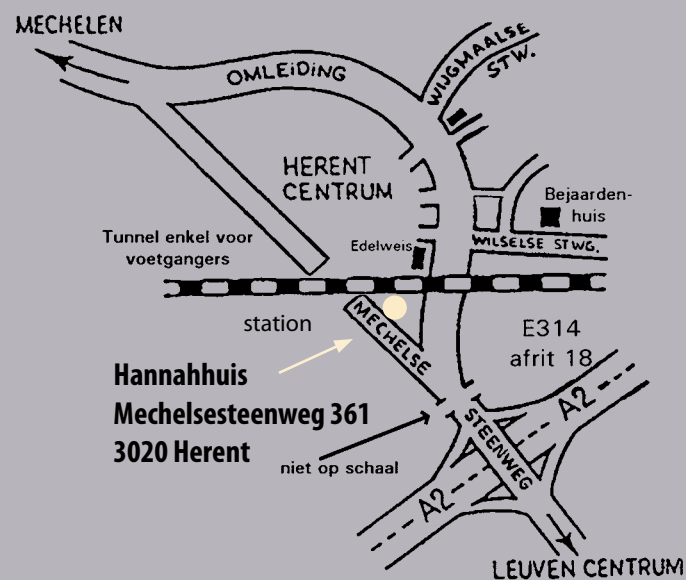 MECHELEN
OMLEIDING
WIJGMAALSE
STW.
HERENT
CENTRUM
Bejaarden-
huis
Tunnel enkel voor
voetgangers
Edelweis
WILSELSE STWG.
station
MECHELSE
E314
afrit 18
Hannahhuis
Mechelsesteenweg 361
3020 Herent
niet op schaal
STEENWEG
A2
A2
LEUVEN CENTRUM